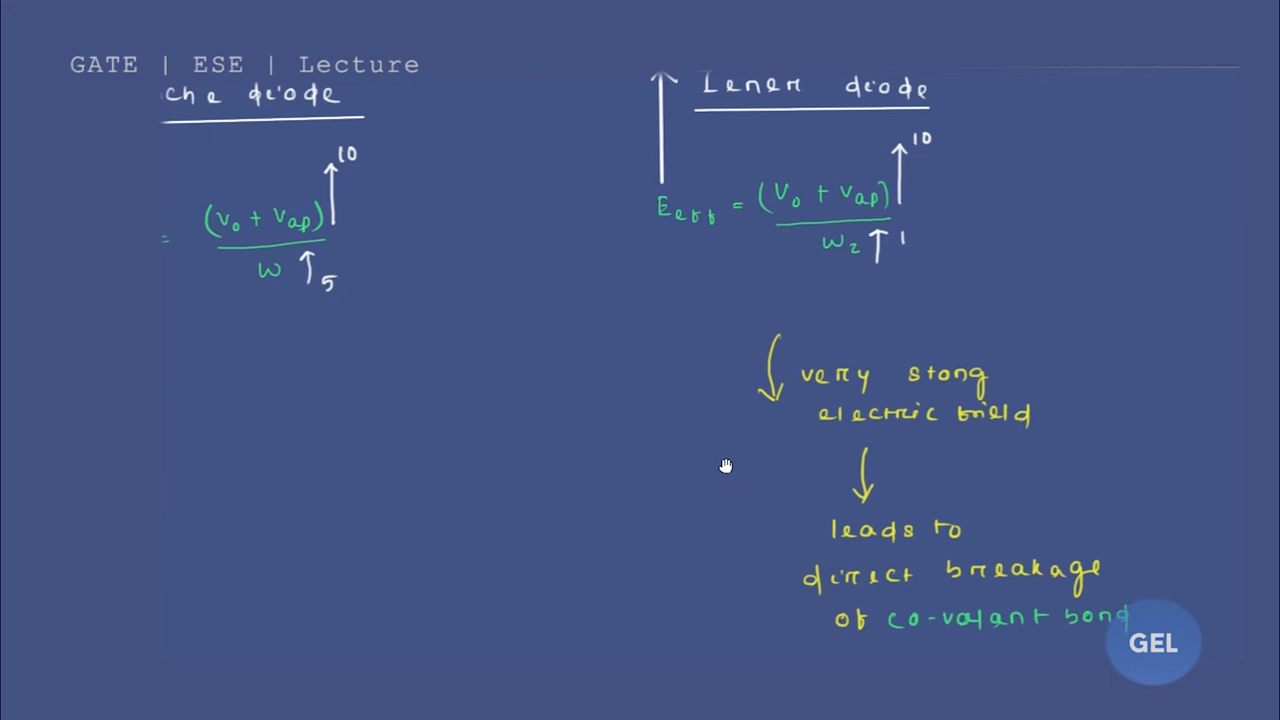 GATE | ESE | Lecture
che diode
10
= (V₀ + Vap)
W 5
Zener diode
10
Eeff = (V₀ + Vap)
W₂ 1
very stong
electric field
leads to
direct breakage
of co-valant bond
GEL